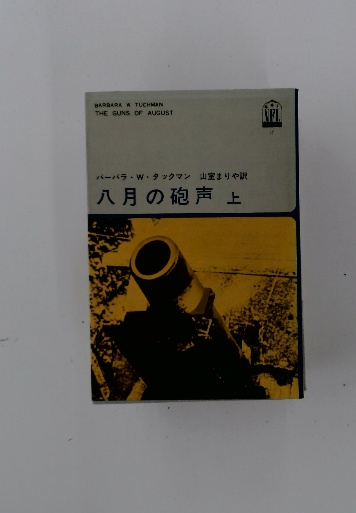 BARBARA W TUCHMAN
THE GUNS OF AUGUST
バーバラ・W・タックマン 山室まりや訳
八月の砲声 上